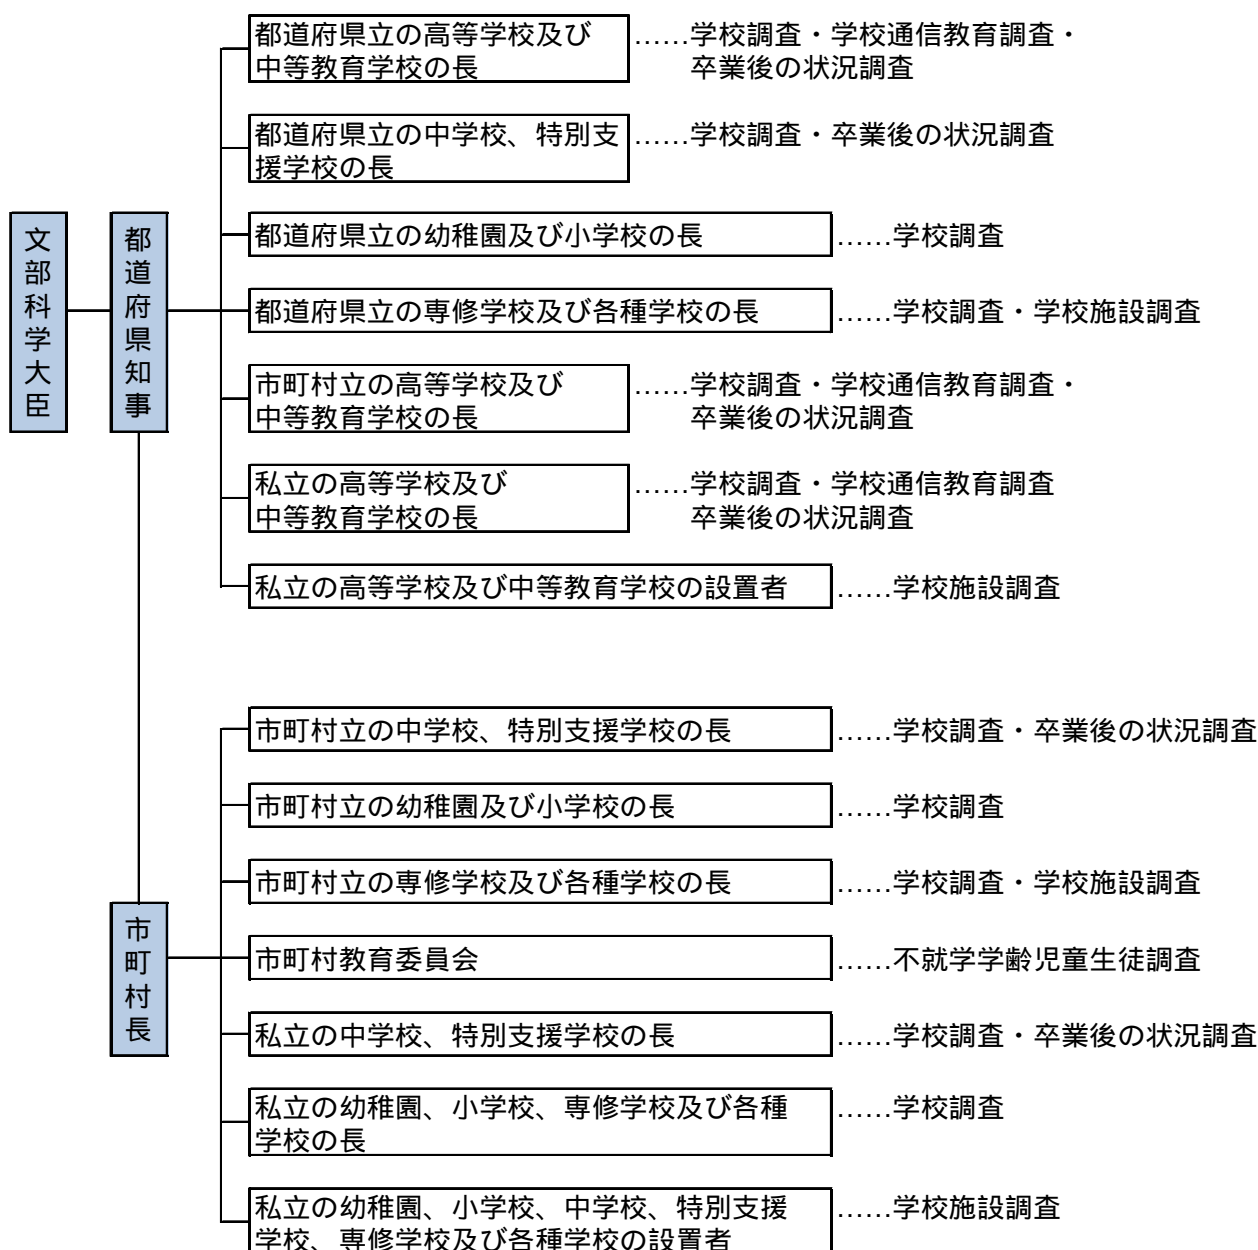 都道府県立の高等学校及び
中等教育学校の長
……学校調査・学校通信教育調査・
卒業後の状況調査
都道府県立の中学校、特別支
援学校の長
……学校調査・卒業後の状況調査
文部科学大臣
都道府県知事
都道府県立の幼稚園及び小学校の長
……学校調査
都道府県立の専修学校及び各種学校の長
……学校調査・学校施設調査
市町村立の高等学校及び
中等教育学校の長
……学校調査・学校通信教育調査・
卒業後の状況調査
私立の高等学校及び
中等教育学校の長
……学校調査・学校通信教育調査
卒業後の状況調査
私立の高等学校及び中等教育学校の設置者
……学校施設調査
市町村立の中学校、特別支援学校の長
……学校調査・卒業後の状況調査
市町村立の幼稚園及び小学校の長
……学校調査
市町村立の専修学校及び各種学校の長
……学校調査・学校施設調査
市町村長
市町村教育委員会
……不就学学齢児童生徒調査
私立の中学校、特別支援学校の長
……学校調査・卒業後の状況調査
私立の幼稚園、小学校、専修学校及び各種
学校の長
……学校調査
私立の幼稚園、小学校、中学校、特別支援
学校、専修学校及び各種学校の設置者
……学校施設調査